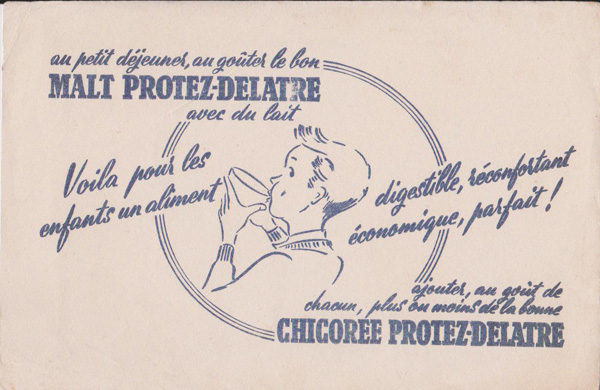 au petit déjeuner, au goûter le bon
MALT PROTEZ-DELATRE
avec du lait
Voila pour les
enfants un aliment
digestible, réconfortant
économique, parfait !
ajouter, au goût de
chacun, plus ou moins de la bonne
CHICORÉE PROTEZ-DELATRE